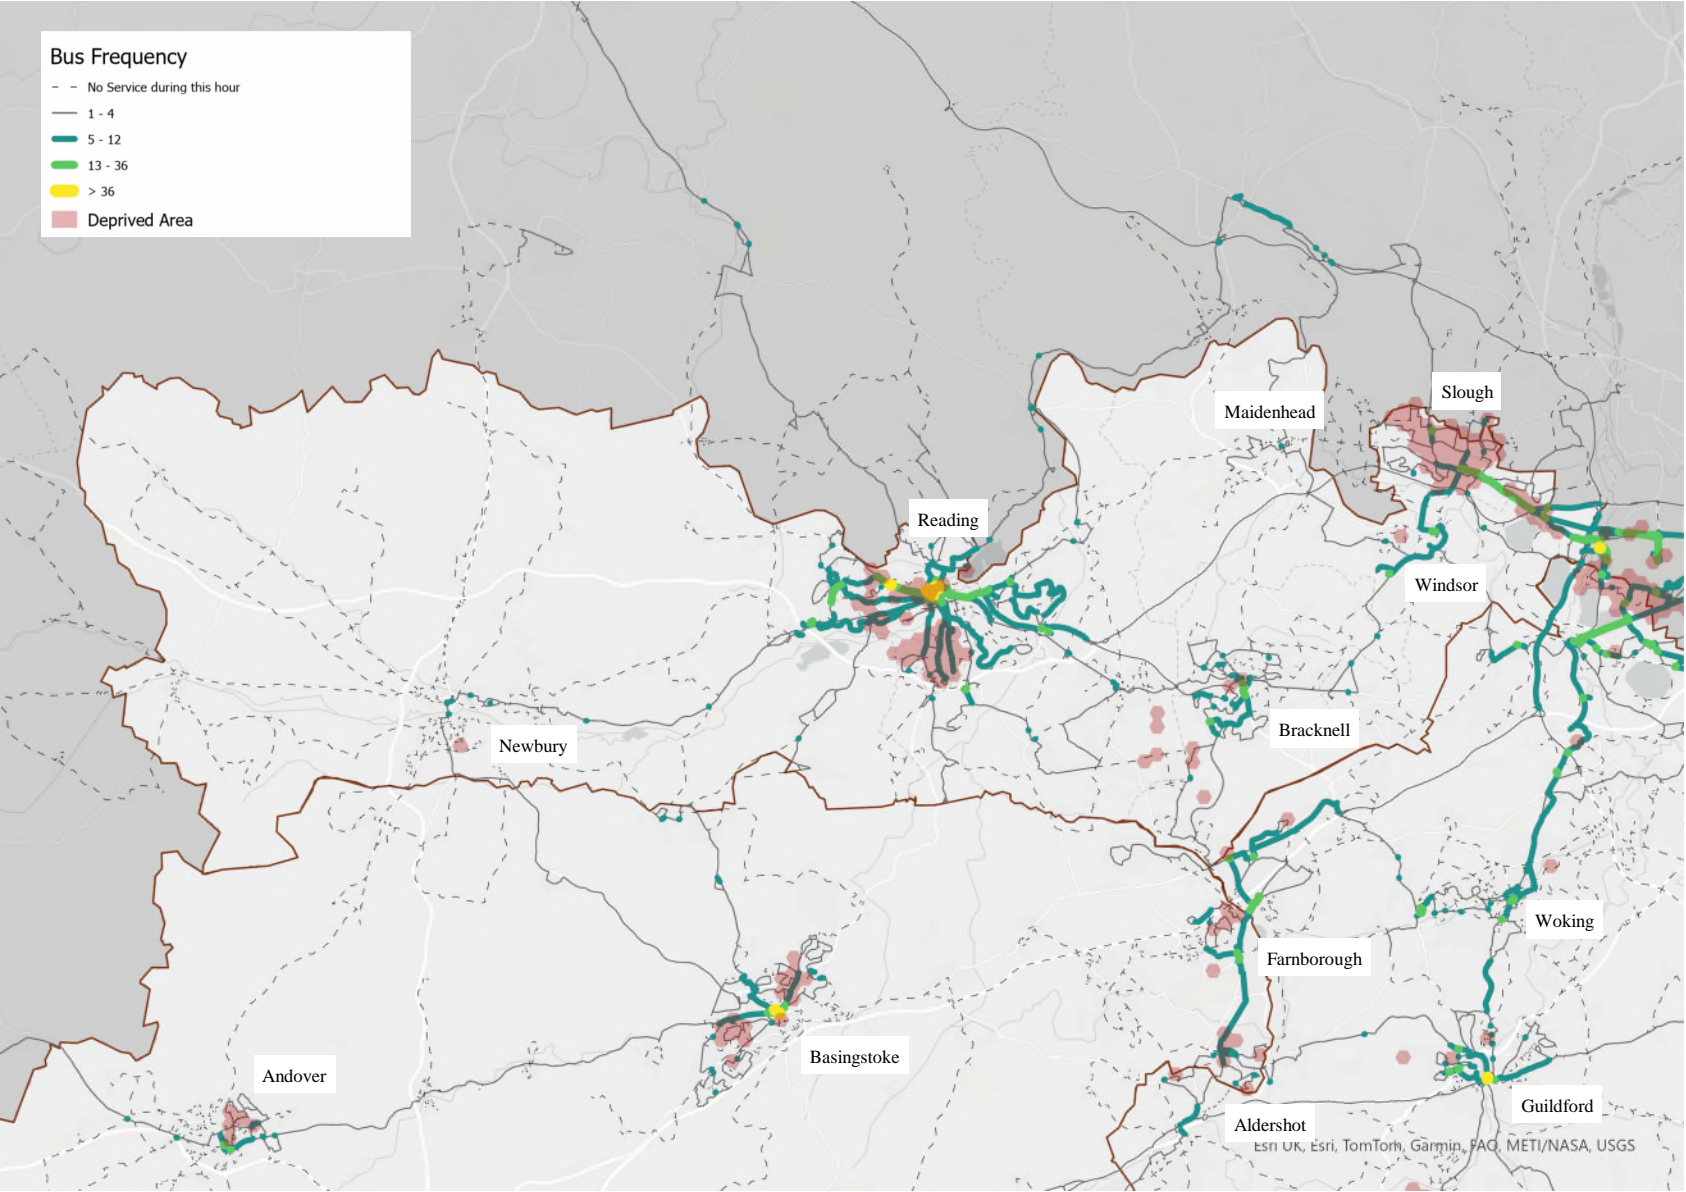 Bus Frequency
No Service during this hour
1 - 4
5 - 12
13 - 36
> 36
Deprived Area
Slough
Maidenhead
Reading
Windsor
Bracknell
Newbury
Woking
Farnborough
Basingstoke
Andover
Guildford
Aldershot
Esri UK, Esri, TomTom, Garmin, FAO, METI/NASA, USGS